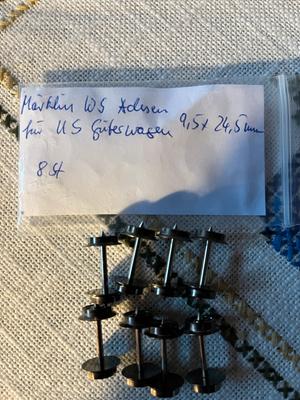 Märklin WS Achsen
für US Güterwagen 9,5 x 24,5 mm
8 St